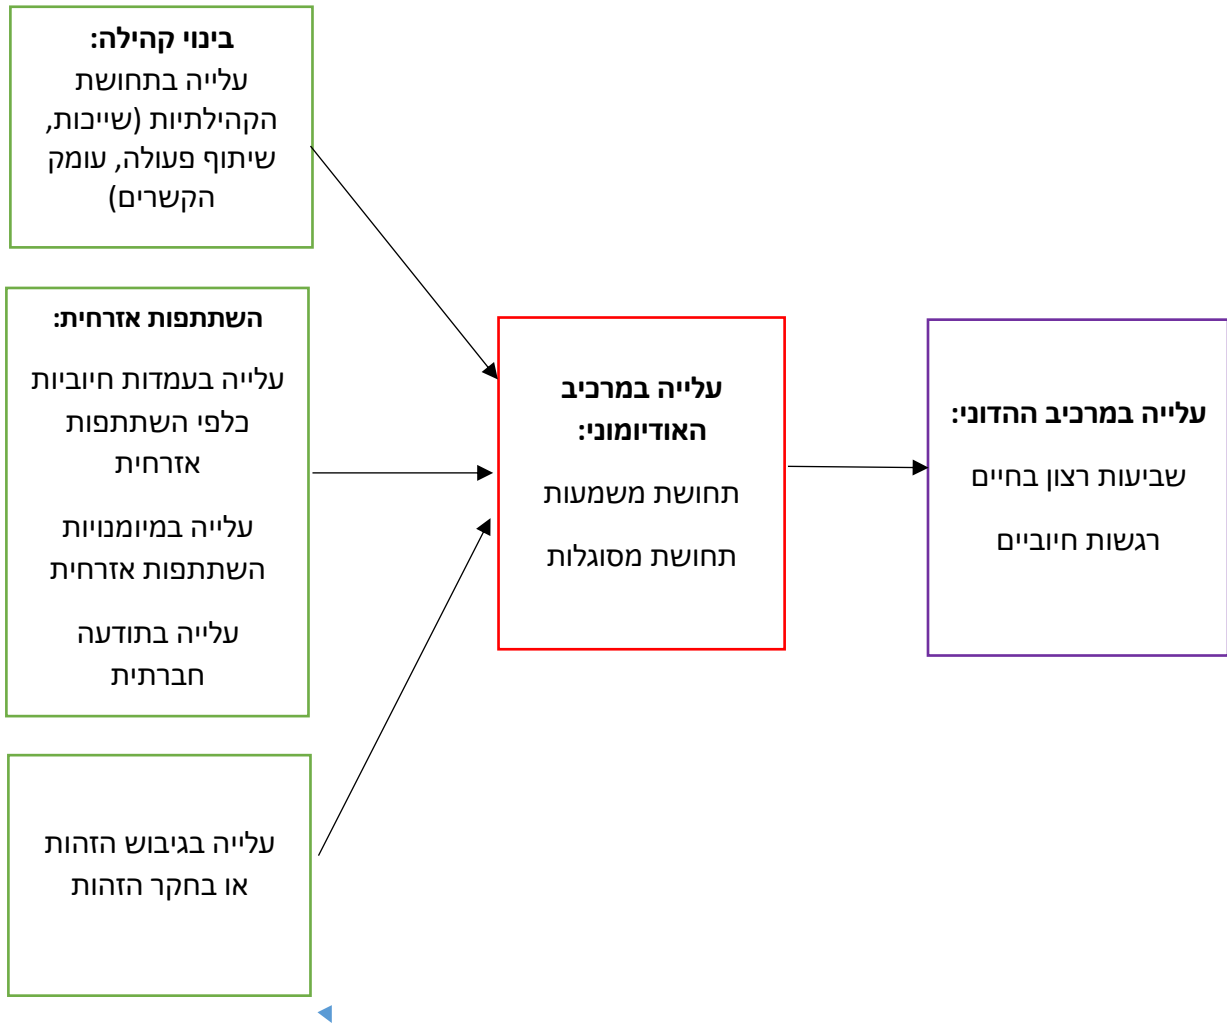 בינוי קהילה:
עלייה בתחושת
הקהילתיות (שייכות,
שיתוף פעולה, עומק
הקשרים)
השתתפות אזרחית:
עלייה בעמדות חיוביות
כלפי השתתפות
אזרחית
עלייה במיומנויות
השתתפות אזרחית
עלייה בתודעה
חברתית
עלייה בגיבוש הזהות
או בחקר הזהות
עלייה במרכיב
האודיומוני:
תחושת משמעות
תחושת מסוגלות
עלייה במרכיב ההדוני:
שביעות רצון בחיים
רגשות חיוביים